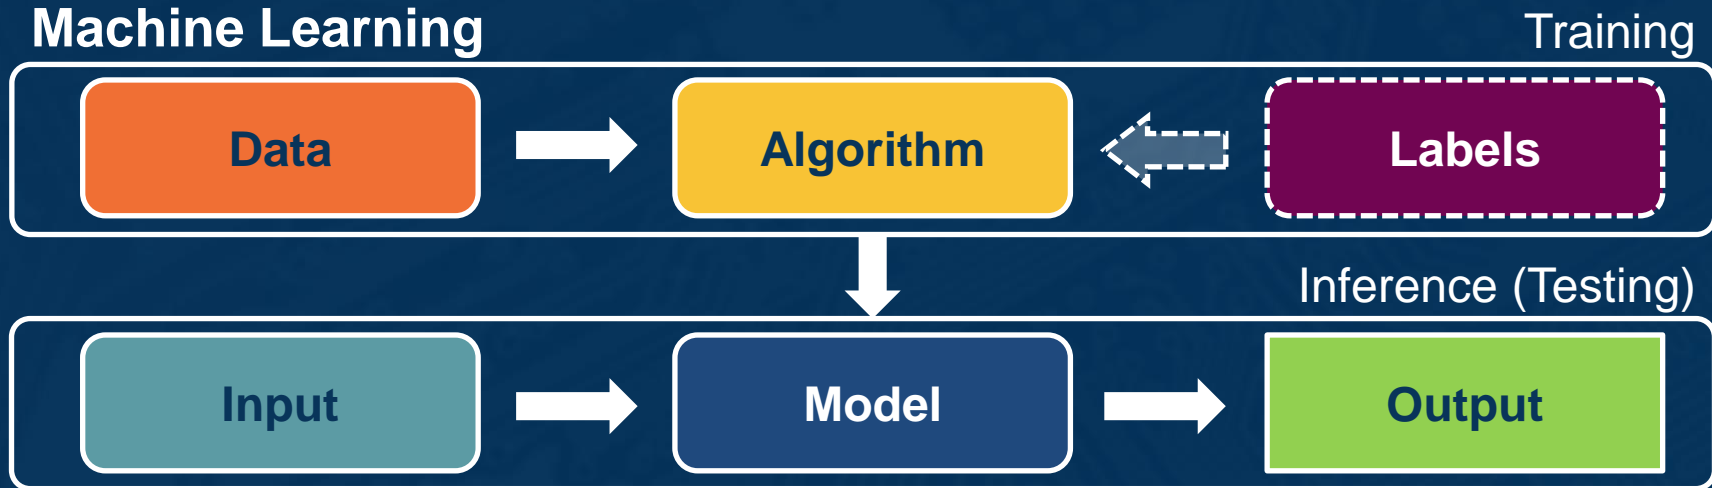 Machine Learning
Training
Data
Algorithm
Labels
Inference (Testing)
Input
Model
Output